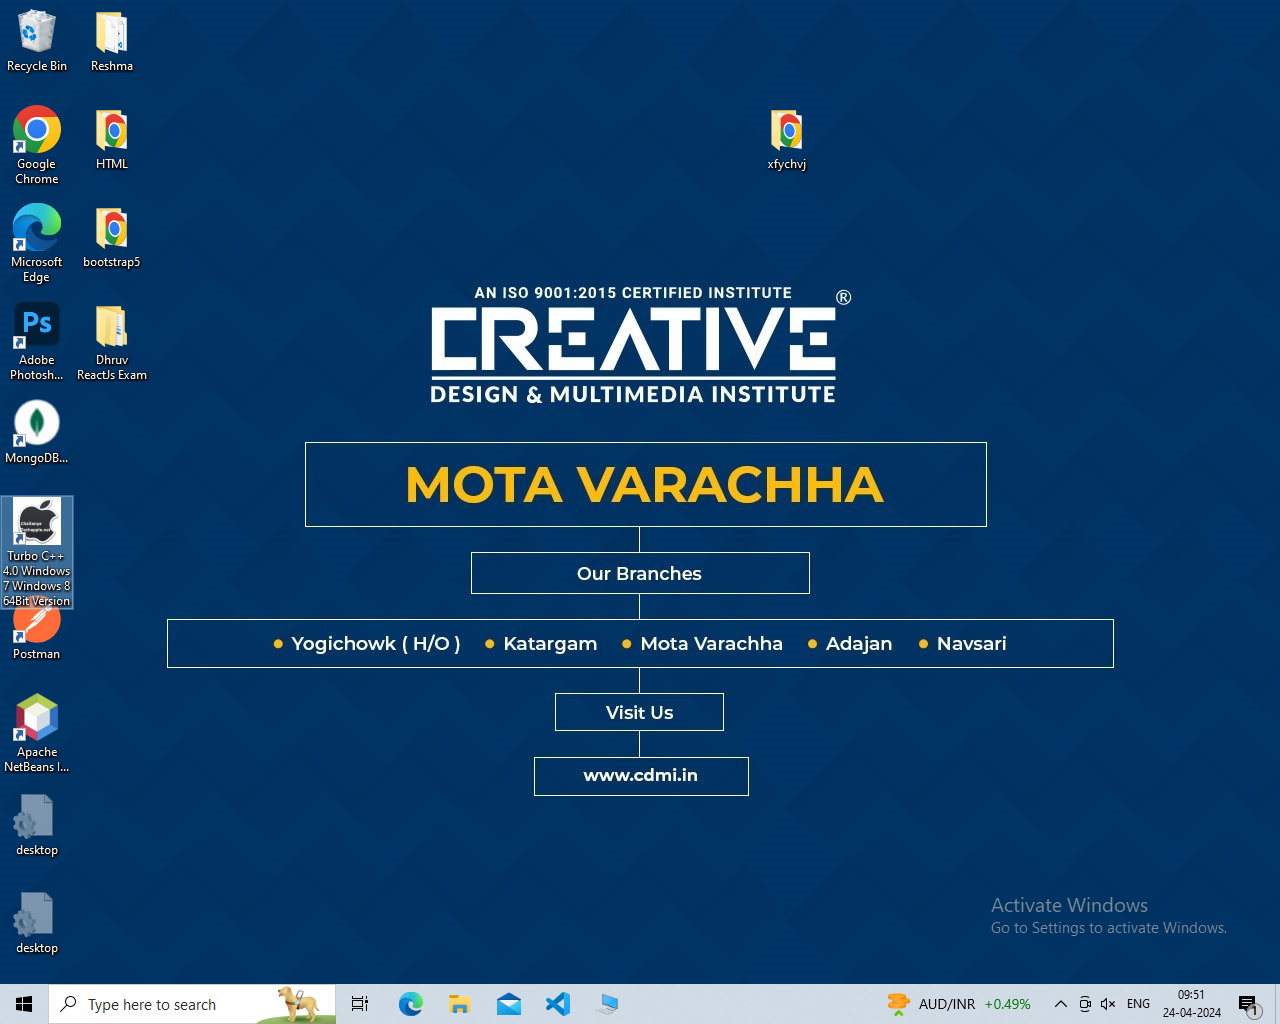 Recycle Bin
Reshma
Google
Chrome
HTML
xfychvj
Microsoft
Edge
bootstrap5
Adobe
Photosh...
Dhruv
ReactJs Exam
MongoDB...
Chaitanya
Turbo C++
4.0 Windows
7 Windows 8
64Bit Version
Postman
Apache
NetBeans I...
desktop
desktop
AN ISO 9001:2015 CERTIFIED INSTITUTE
CREATIVE®
DESIGN & MULTIMEDIA INSTITUTE
MOTA VARACHHA
Our Branches
• Yogichowk ( H/O ) • Katargam • Mota Varachha • Adajan • Navsari
Visit Us
www.cdmi.in
Activate Windows
Go to Settings to activate Windows.
Type here to search
AUD/INR +0.49%
ENG
09:51
24-04-2024
1
Ps